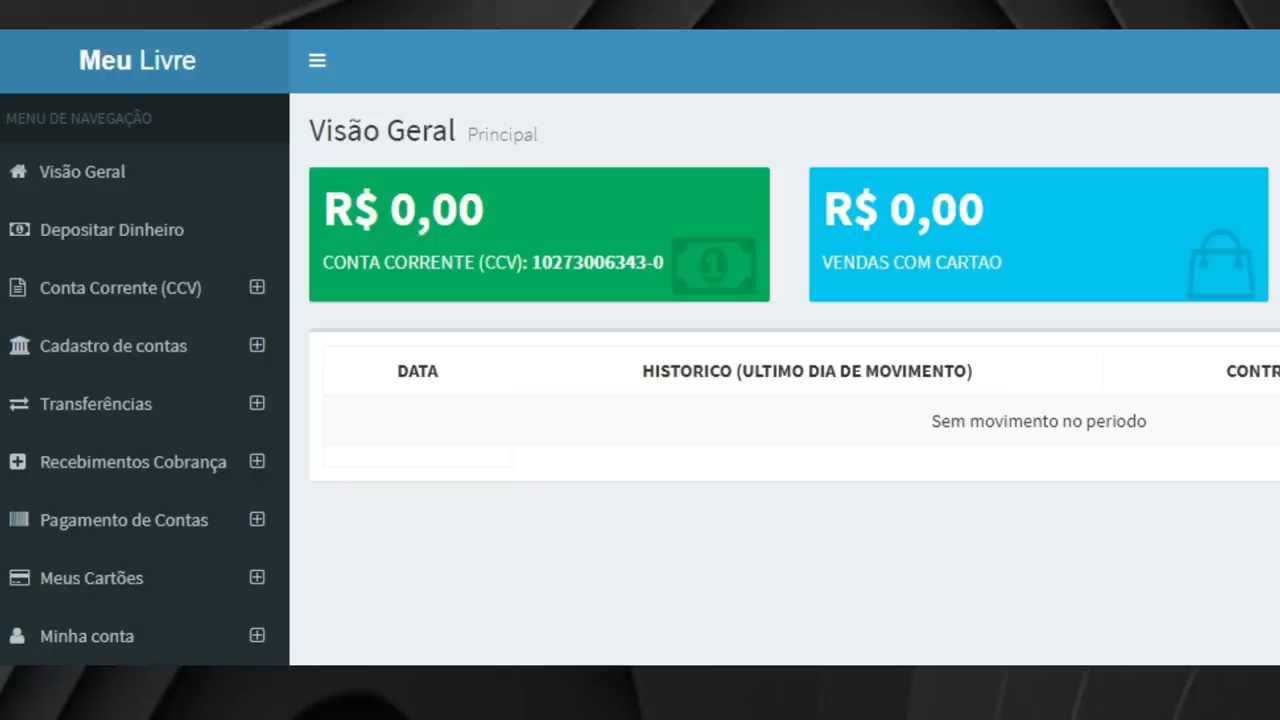 Meu Livre
MENU DE NAVEGAÇÃO
Visão Geral
Depositar Dinheiro
Conta Corrente (CCV)
Cadastro de contas
Transferências
Recebimentos Cobrança
Pagamento de Contas
Meus Cartões
Minha conta
Visão Geral Principal
R$ 0,00
CONTA CORRENTE (CCV): 10273006343-0
1
R$ 0,00
VENDAS COM CARTAO
DATA HISTORICO (ULTIMO DIA DE MOVIMENTO) CONTR
Sem movimento no periodo